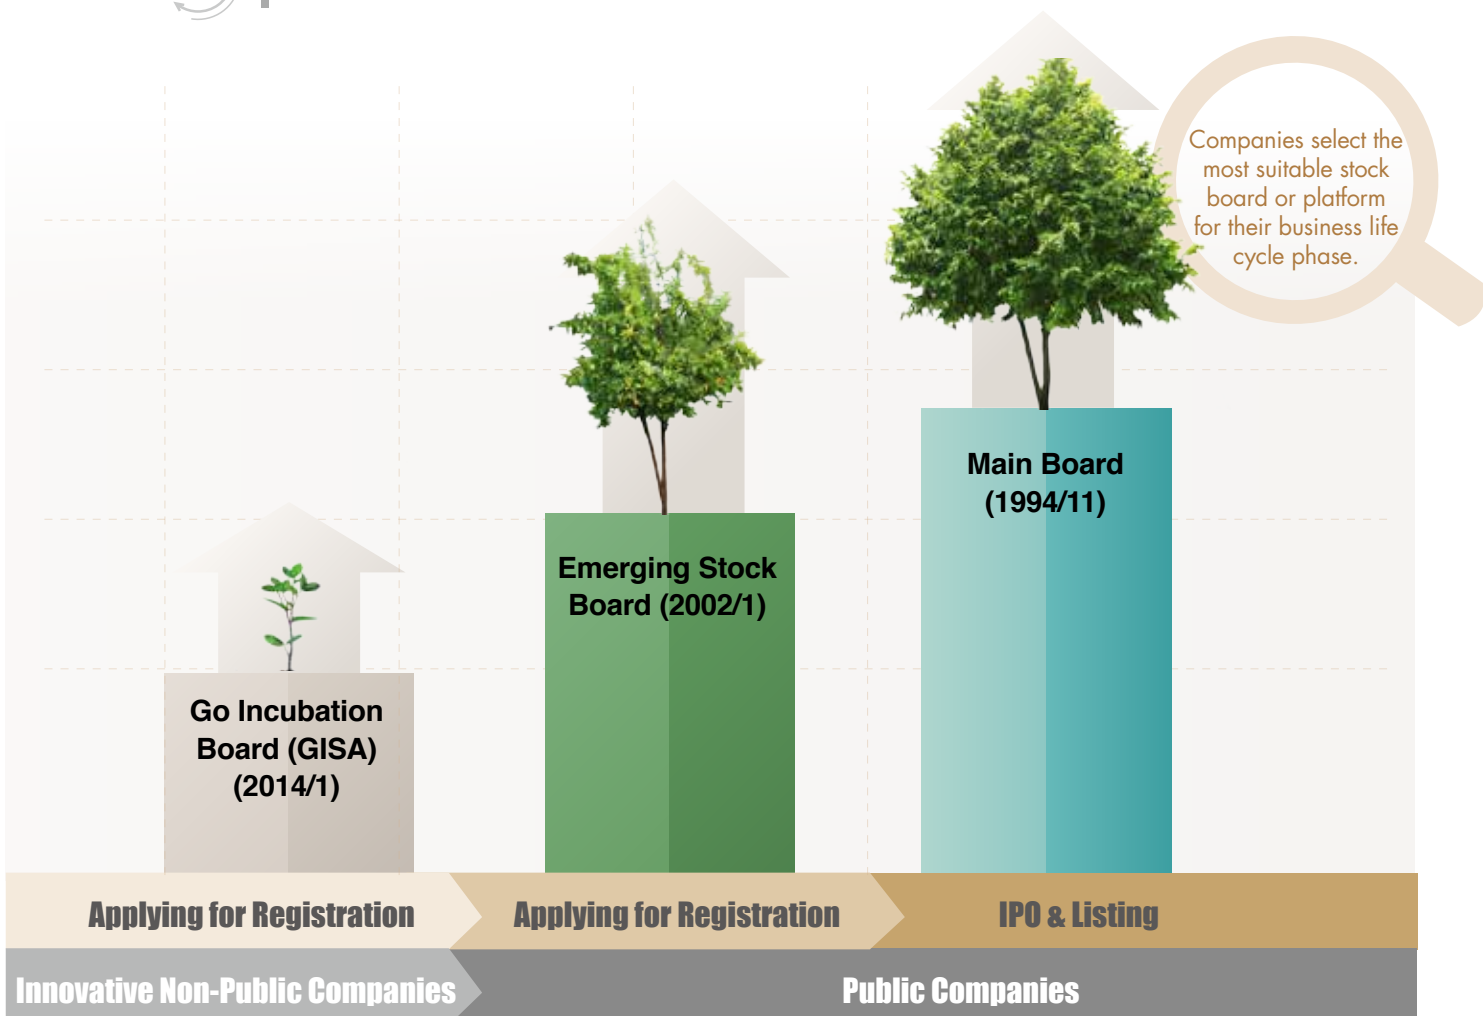 Companies select the
most suitable stock
board or platform
for their business life
cycle phase.
Main Board
(1994/11)
Emerging Stock
Board (2002/1)
Go Incubation
Board (GISA)
(2014/1)
Applying for Registration
Applying for Registration
IPO & Listing
Innovative Non-Public Companies
Public Companies